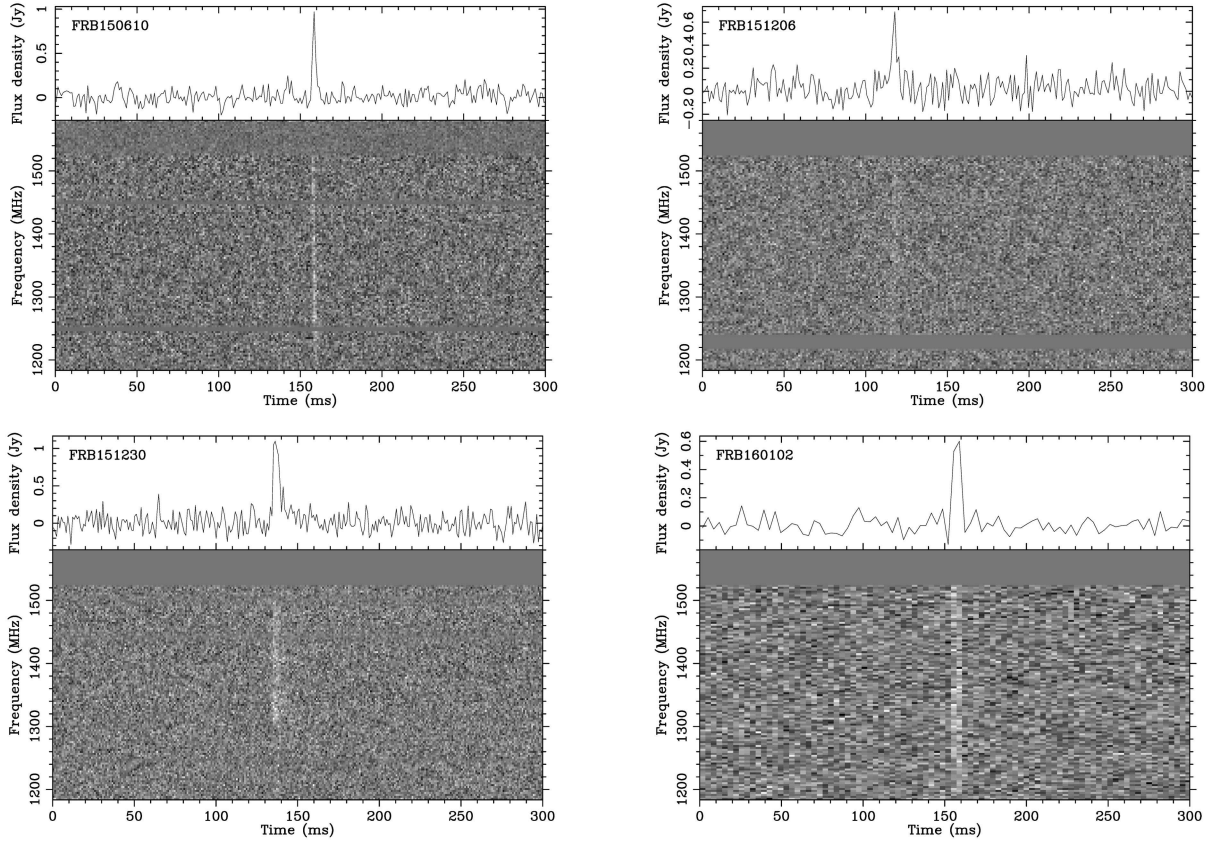 FRB150610
Flux density (Jy)
0 0.5 1
Frequency (MHz)
1200 1300 1400 1500
0 50 100 150 200 250 300
Time (ms)
FRB151206
Flux density (Jy)
−0.2 0 0.2 0.4 0.6
Frequency (MHz)
1200 1300 1400 1500
0 50 100 150 200 250 300
Time (ms)
FRB151230
Flux density (Jy)
0 0.5 1
Frequency (MHz)
1200 1300 1400 1500
0 50 100 150 200 250 300
Time (ms)
FRB160102
Flux density (Jy)
0 0.2 0.4 0.6
Frequency (MHz)
1200 1300 1400 1500
0 50 100 150 200 250 300
Time (ms)